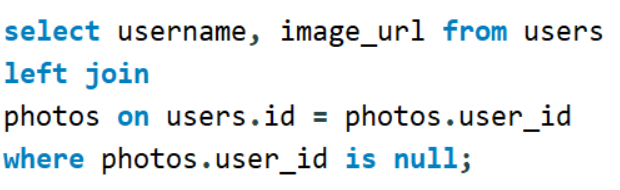 select username, image_url from users
left join
photos on users.id = photos.user_id
where photos.user_id is null;